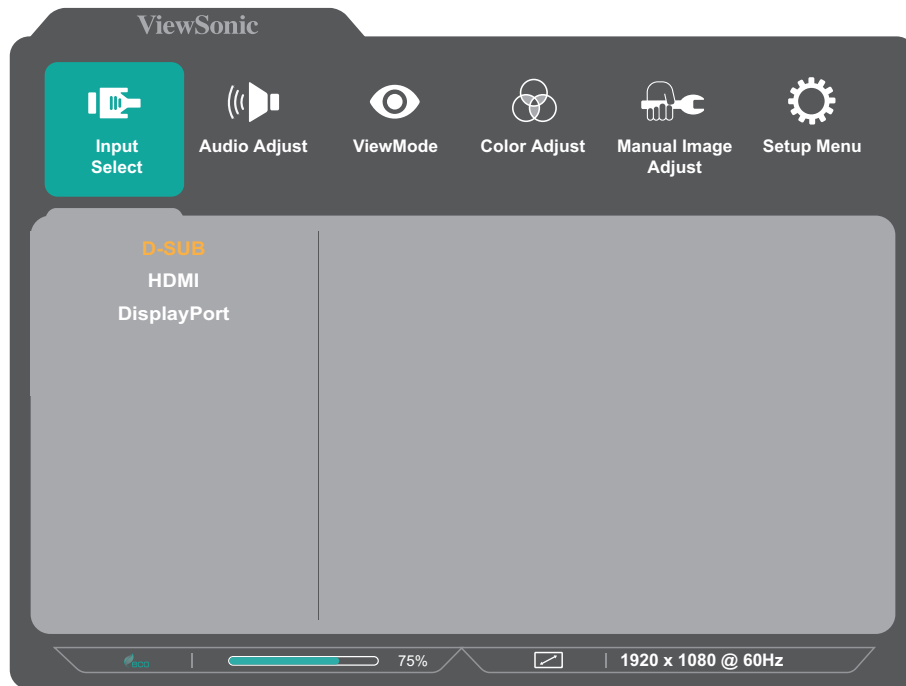 ViewSonic
Input
Select
Audio Adjust
ViewMode
Color Adjust
Manual Image
Adjust
Setup Menu
D-SUB
HDMI
DisplayPort
eco
75%
1920 x 1080 @ 60Hz